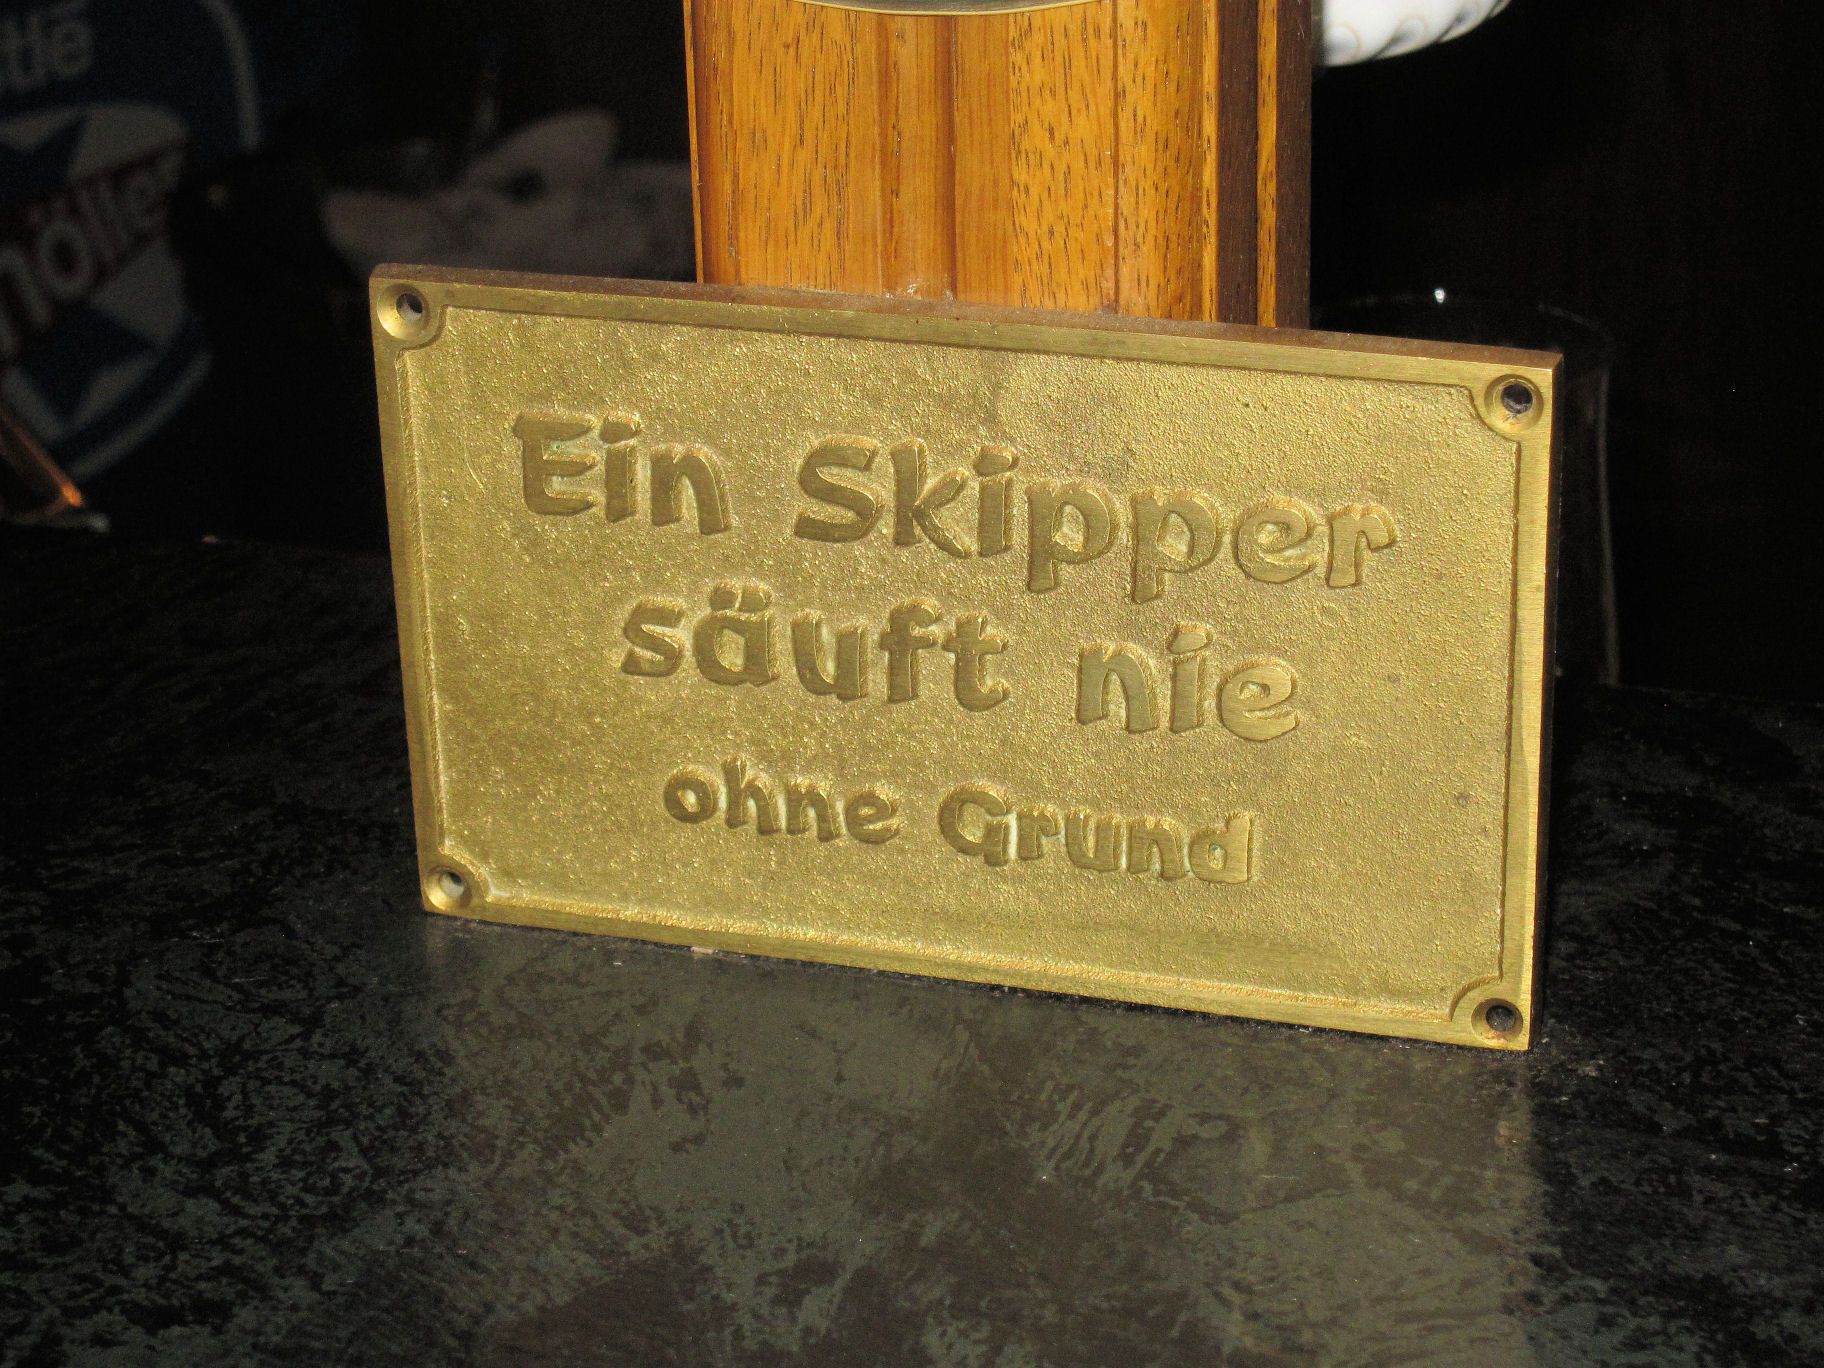 Ein Skipper
säuft nie
ohne Grund